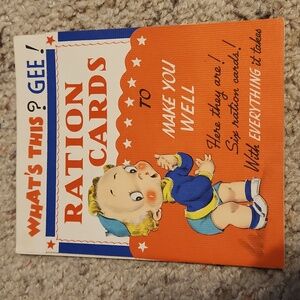 WHAT'S THIS? GEE!
RATION
CARDS
TO
MAKE YOU
WELL
Here they are!
Six ration cards!
With EVERYTHING it takes